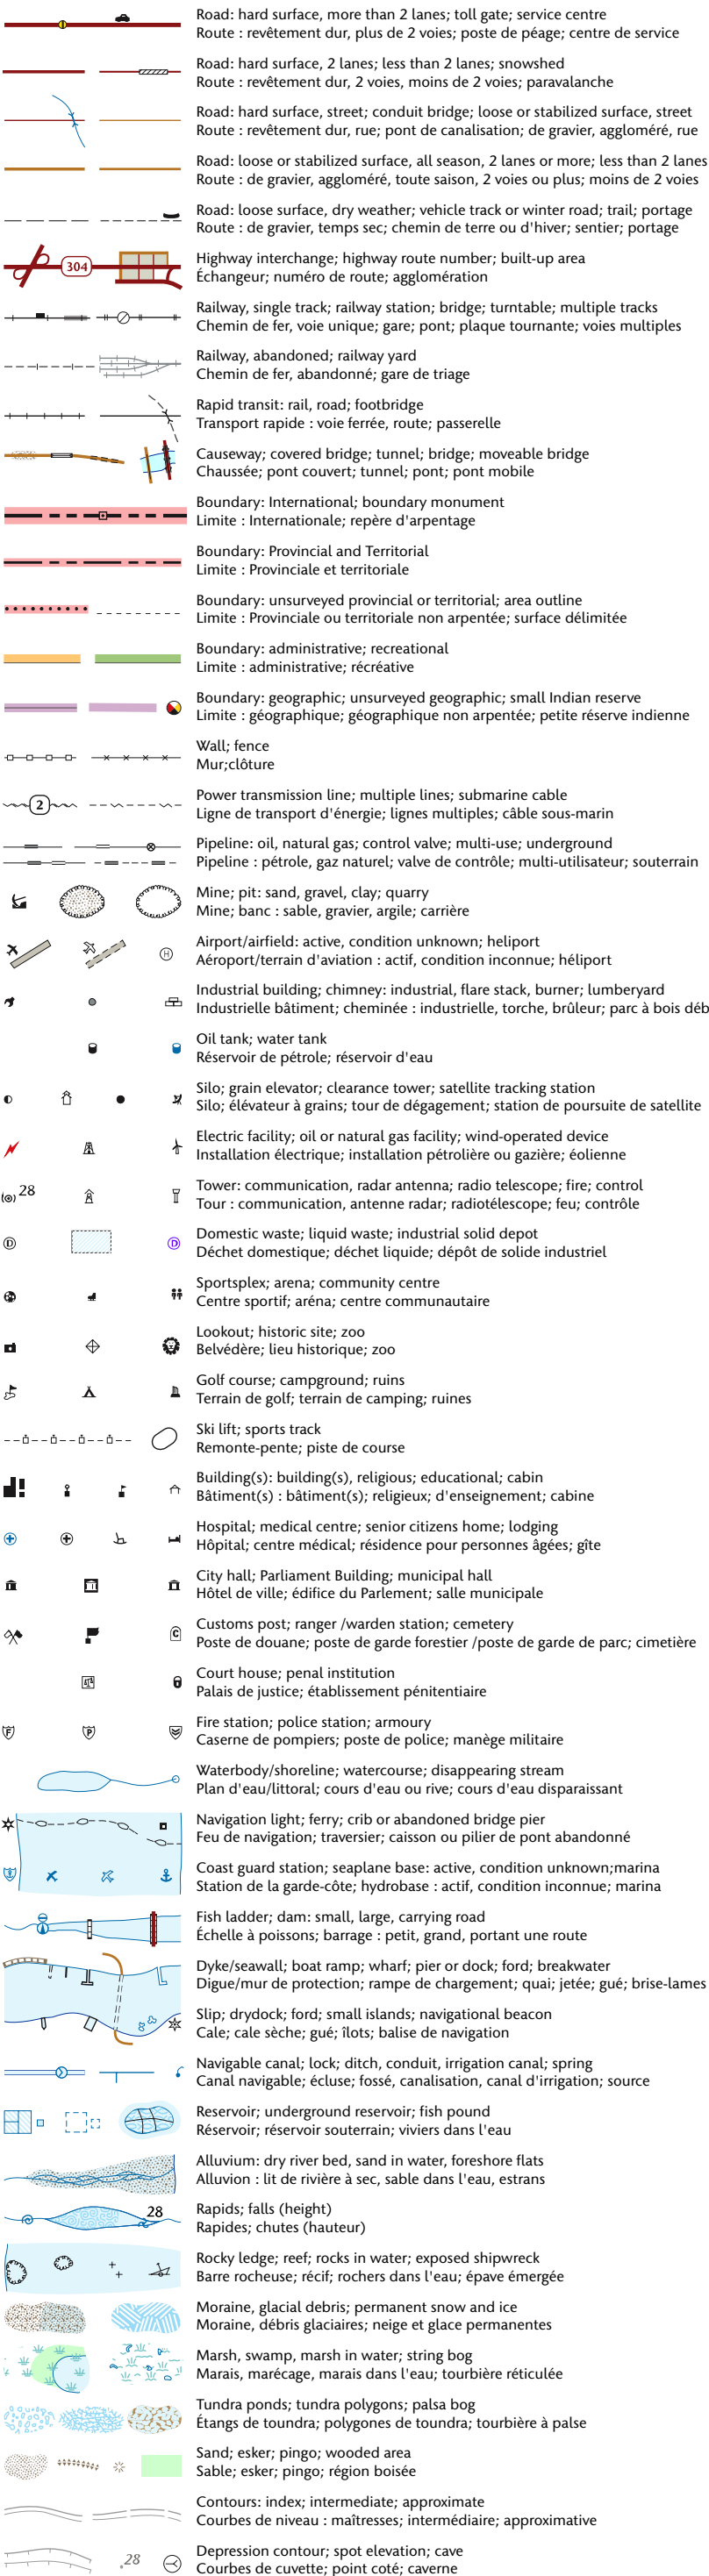 Road: hard surface, more than 2 lanes; toll gate; service centre
Route : revêtement dur, plus de 2 voies; poste de péage; centre de service
Road: hard surface, 2 lanes; less than 2 lanes; snowshed
Route : revêtement dur, 2 voies, moins de 2 voies; paravalanche
Road: hard surface, street; conduit bridge; loose or stabilized surface, street
Route : revêtement dur, rue; pont de canalisation; de gravier, aggloméré, rue
Road: loose or stabilized surface, all season, 2 lanes or more; less than 2 lanes
Route : de gravier, aggloméré, toute saison, 2 voies ou plus; moins de 2 voies
Road: loose surface, dry weather; vehicle track or winter road; trail; portage
Route : de gravier, temps sec; chemin de terre ou d'hiver; sentier; portage
304
Highway interchange; highway route number; built-up area
Échangeur; numéro de route; agglomération
Railway, single track; railway station; bridge; turntable; multiple tracks
Chemin de fer, voie unique; gare; pont; plaque tournante; voies multiples
Railway, abandoned; railway yard
Chemin de fer, abandonné; gare de triage
Rapid transit: rail, road; footbridge
Transport rapide : voie ferrée, route; passerelle
Causeway; covered bridge; tunnel; bridge; moveable bridge
Chaussée; pont couvert; tunnel; pont; pont mobile
Boundary: International; boundary monument
Limite : Internationale; repère d'arpentage
Boundary: Provincial and Territorial
Limite : Provinciale et territoriale
Boundary: unsurveyed provincial or territorial; area outline
Limite : Provinciale ou territoriale non arpentée; surface délimitée
Boundary: administrative; recreational
Limite : administrative; récréative
Boundary: geographic; unsurveyed geographic; small Indian reserve
Limite : géographique; géographique non arpentée; petite réserve indienne
Wall; fence
Mur;clôture
2
Power transmission line; multiple lines; submarine cable
Ligne de transport d'énergie; lignes multiples; câble sous-marin
Pipeline: oil, natural gas; control valve; multi-use; underground
Pipeline : pétrole, gaz naturel; valve de contrôle; multi-utilisateur; souterrain
Mine; pit: sand, gravel, clay; quarry
Mine; banc : sable, gravier, argile; carrière
H
Airport/airfield: active, condition unknown; heliport
Aéroport/terrain d'aviation : actif, condition inconnue; héliport
Industrial building; chimney: industrial, flare stack, burner; lumberyard
Industrielle bâtiment; cheminée : industrielle, torche, brûleur; parc à bois déb
Oil tank; water tank
Réservoir de pétrole; réservoir d'eau
Silo; grain elevator; clearance tower; satellite tracking station
Silo; élévateur à grains; tour de dégagement; station de poursuite de satellite
Electric facility; oil or natural gas facility; wind-operated device
Installation électrique; installation pétrolière ou gazière; éolienne
28
Tower: communication, radar antenna; radio telescope; fire; control
Tour : communication, antenne radar; radiotélescope; feu; contrôle
D D
Domestic waste; liquid waste; industrial solid depot
Déchet domestique; déchet liquide; dépôt de solide industriel
Sportsplex; arena; community centre
Centre sportif; aréna; centre communautaire
Lookout; historic site; zoo
Belvédère; lieu historique; zoo
Golf course; campground; ruins
Terrain de golf; terrain de camping; ruines
Ski lift; sports track
Remonte-pente; piste de course
Building(s): building(s), religious; educational; cabin
Bâtiment(s) : bâtiment(s); religieux; d'enseignement; cabine
Hospital; medical centre; senior citizens home; lodging
Hôpital; centre médical; résidence pour personnes âgées; gîte
City hall; Parliament Building; municipal hall
Hôtel de ville; édifice du Parlement; salle municipale
C
Customs post; ranger /warden station; cemetery
Poste de douane; poste de garde forestier /poste de garde de parc; cimetière
Court house; penal institution
Palais de justice; établissement pénitentiaire
F P
Fire station; police station; armoury
Caserne de pompiers; poste de police; manège militaire
Waterbody/shoreline; watercourse; disappearing stream
Plan d'eau/littoral; cours d'eau ou rive; cours d'eau disparaissant
Navigation light; ferry; crib or abandoned bridge pier
Feu de navigation; traversier; caisson ou pilier de pont abandonné
Coast guard station; seaplane base: active, condition unknown;marina
Station de la garde-côte; hydrobase : actif, condition inconnue; marina
Fish ladder; dam: small, large, carrying road
Échelle à poissons; barrage : petit, grand, portant une route
Dyke/seawall; boat ramp; wharf; pier or dock; ford; breakwater
Digue/mur de protection; rampe de chargement; quai; jetée; gué; brise-lames
Slip; drydock; ford; small islands; navigational beacon
Cale; cale sèche; gué; îlots; balise de navigation
Navigable canal; lock; ditch, conduit, irrigation canal; spring
Canal navigable; écluse; fossé, canalisation, canal d'irrigation; source
Reservoir; underground reservoir; fish pound
Réservoir; réservoir souterrain; viviers dans l'eau
Alluvium: dry river bed, sand in water, foreshore flats
Alluvion : lit de rivière à sec, sable dans l'eau, estrans
28
Rapids; falls (height)
Rapides; chutes (hauteur)
Rocky ledge; reef; rocks in water; exposed shipwreck
Barre rocheuse; récif; rochers dans l'eau; épave émergée
Moraine, glacial debris; permanent snow and ice
Moraine, débris glaciaires; neige et glace permanentes
Marsh, swamp, marsh in water; string bog
Marais, marécage, marais dans l'eau; tourbière réticulée
Tundra ponds; tundra polygons; palsa bog
Étangs de toundra; polygones de toundra; tourbière à palse
Sand; esker; pingo; wooded area
Sable; esker; pingo; région boisée
Contours: index; intermediate; approximate
Courbes de niveau : maîtresses; intermédiaire; approximative
.28
Depression contour; spot elevation; cave
Courbes de cuvette; point coté; caverne